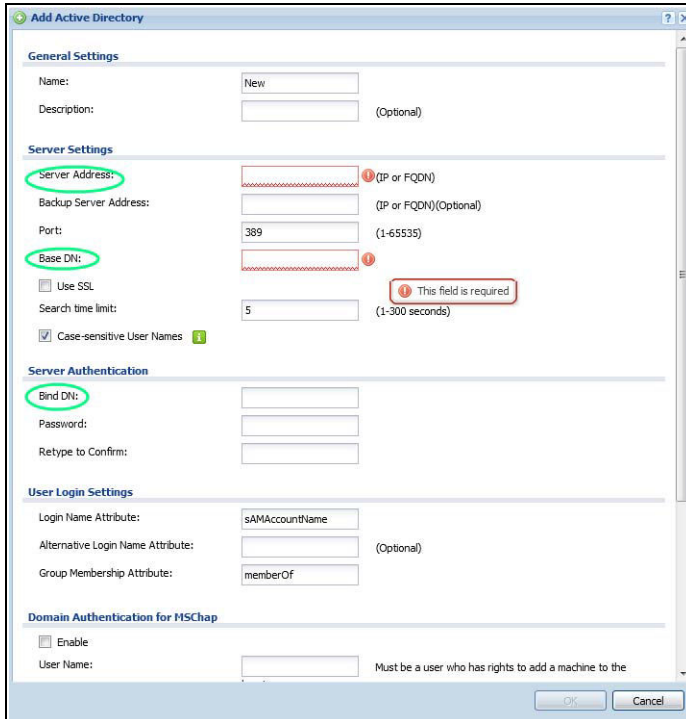 Add Active Directory
General Settings
Name: New
Description: (Optional)
Server Settings
Server Address: (IP or FQDN)
Backup Server Address: (IP or FQDN)(Optional)
Port: 389 (1-65535)
Base DN:
Use SSL
This field is required
Search time limit: 5 (1-300 seconds)
Case-sensitive User Names
Server Authentication
Bind DN:
Password:
Retype to Confirm:
User Login Settings
Login Name Attribute: sAMAccountName
Alternative Login Name Attribute: (Optional)
Group Membership Attribute: memberOf
Domain Authentication for MSChap
Enable
User Name: Must be a user who has rights to add a machine to the
OK Cancel